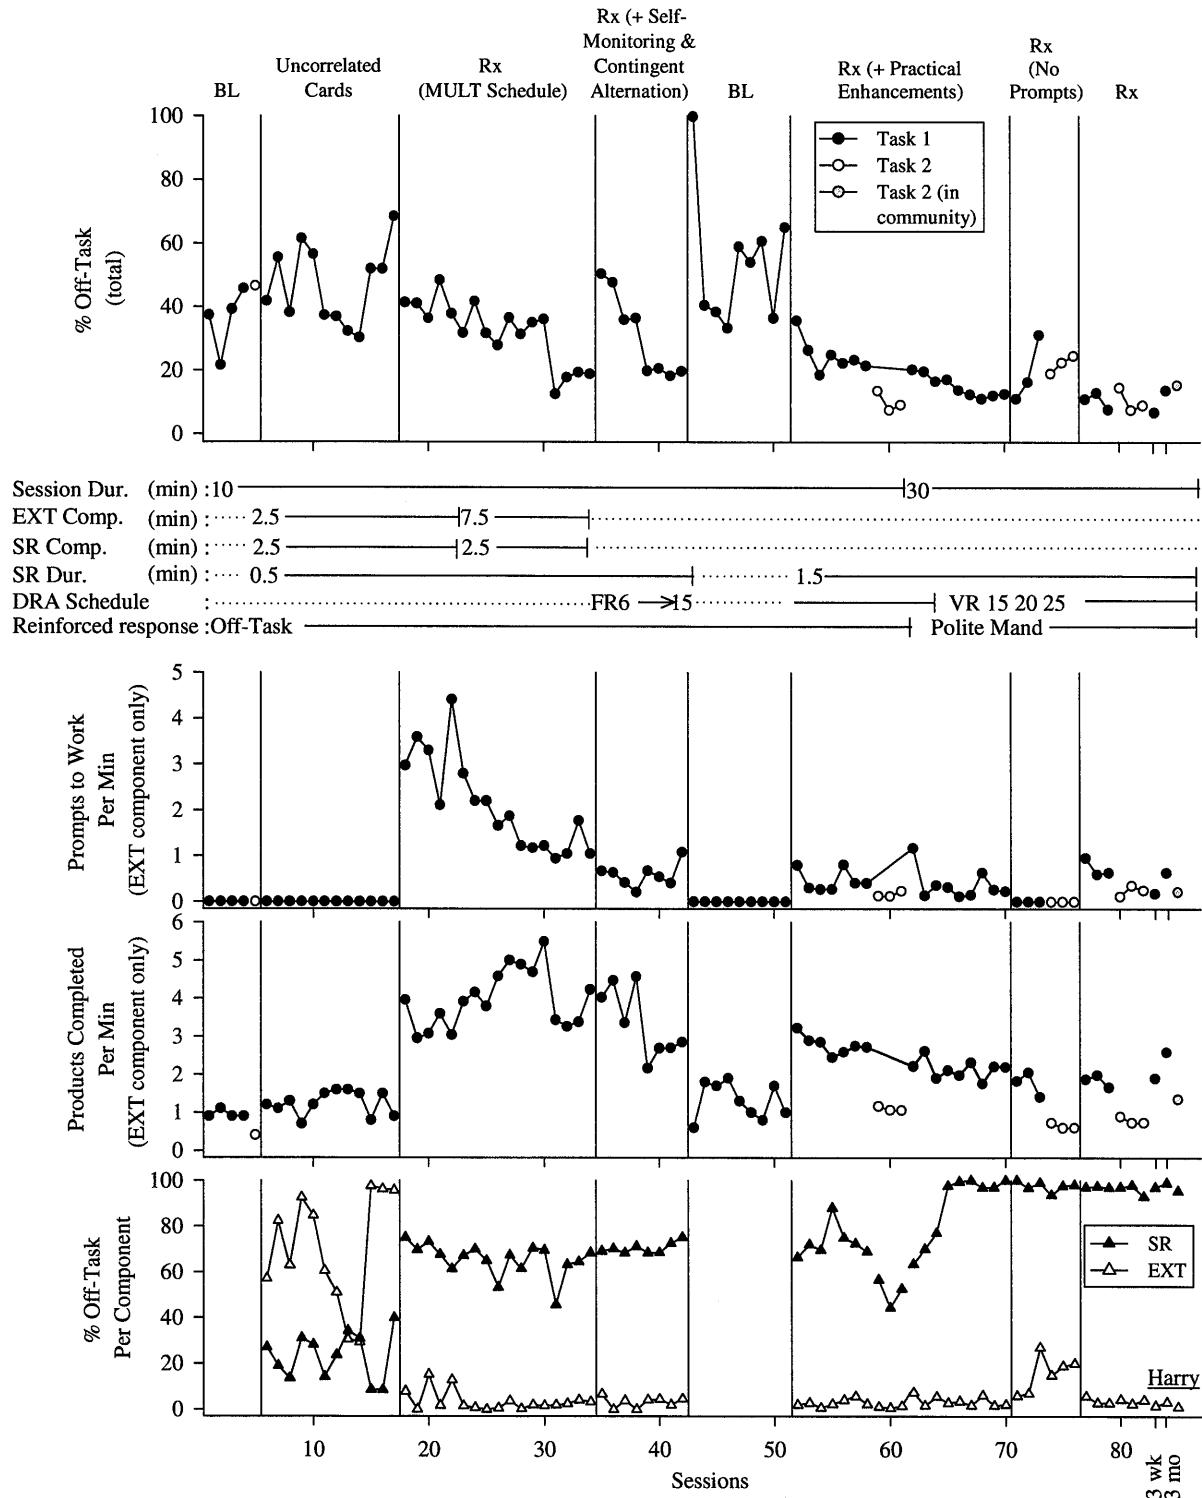 Rx (+ Self-
Monitoring &
Contingent
Alternation)
Rx
(No
Prompts)
Uncorrelated
Cards
Rx
(MULT Schedule)
Rx (+ Practical
Enhancements)
BL
BL
Rx
100
80
60
40
20
0
% Off-Task
(total)
Task 1
Task 2
Task 2 (in
community)
Session Dur. (min) :10 30
EXT Comp. (min) : 2.5 7.5
SR Comp. (min) : 2.5 2.5
SR Dur. (min) : 0.5 1.5
DRA Schedule : FR6 15 VR 15 20 25
Reinforced response :Off-Task Polite Mand
5
4
3
2
1
0
Prompts to Work
Per Min
(EXT component only)
6
5
4
3
2
1
0
Products Completed
Per Min
(EXT component only)
100
80
60
40
20
0
% Off-Task
Per Component
SR
EXT
Harry
10 20 30 40 50 60 70 80
3 wk
3 mo
Sessions